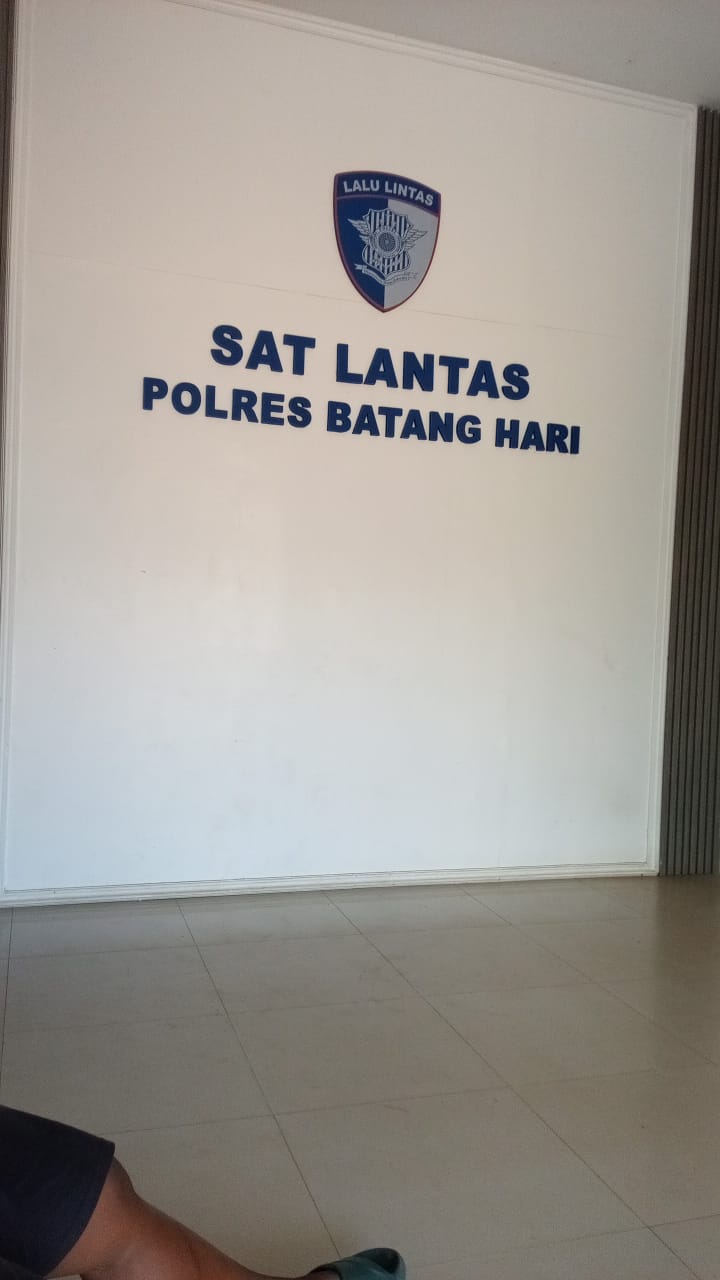 LALU LINTAS
SAT LANTAS
POLRES BATANG HARI